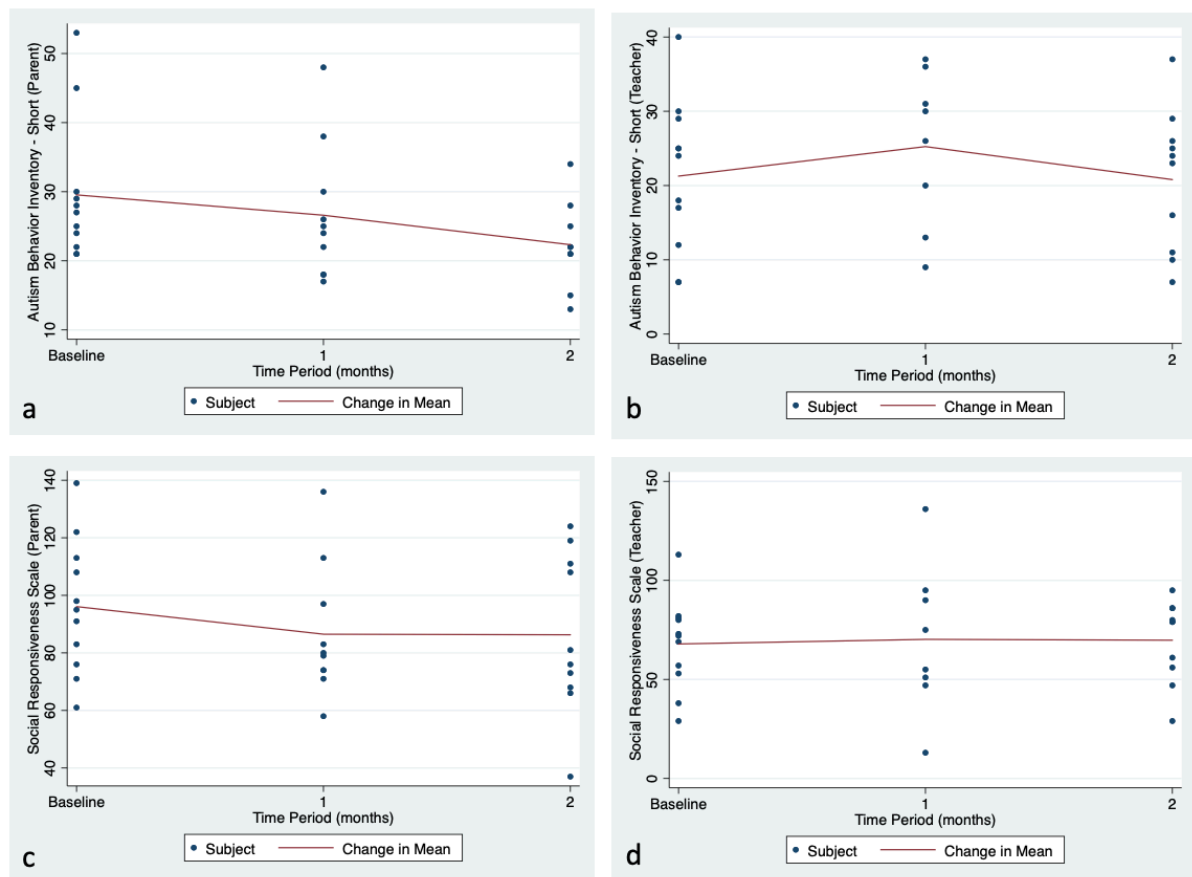 Autism Behavior Inventory - Short (Parent)
50
40
30
20
10
Baseline
1
2
Time Period (months)
Subject
Change in Mean
a
Autism Behavior Inventory - Short (Teacher)
40
30
20
10
0
Baseline
1
2
Time Period (months)
Subject
Change in Mean
b
Social Responsiveness Scale (Parent)
140
120
100
80
60
40
Baseline
1
2
Time Period (months)
Subject
Change in Mean
c
Social Responsiveness Scale (Teacher)
150
100
50
0
Baseline
1
2
Time Period (months)
Subject
Change in Mean
d